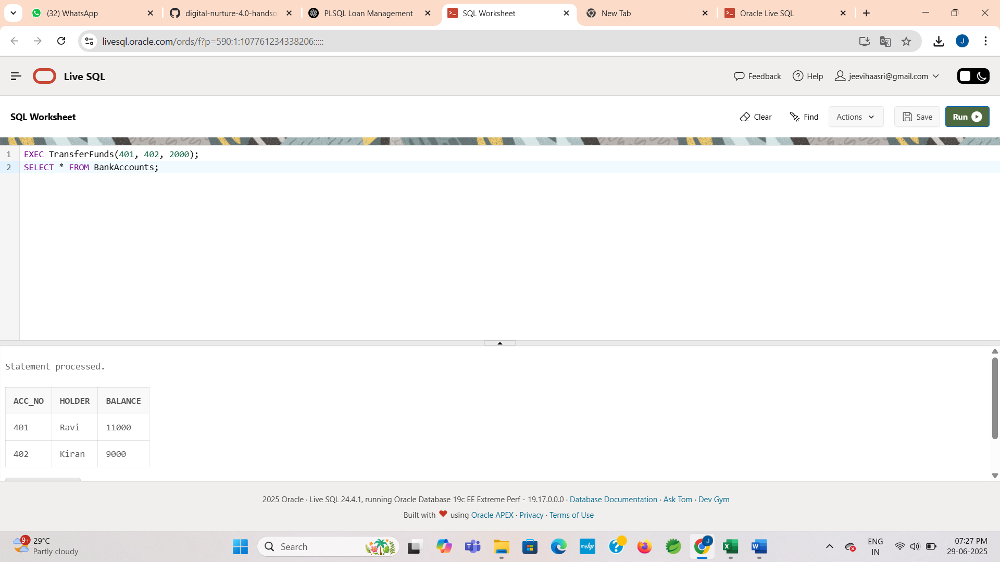 (32) WhatsApp
digital-nurture-4.0-handso
PLSQL Loan Management
SQL Worksheet
New Tab
Oracle Live SQL
livesql.oracle.com/ords/f?p=590:1:107761234338206:::::
J
Live SQL
Feedback
Help
jeevihaasri@gmail.com
SQL Worksheet
Clear
Find
Actions
Save
Run
1 EXEC TransferFunds(401, 402, 2000);
2 SELECT * FROM BankAccounts;
Statement processed.
ACC_NO HOLDER BALANCE
401 Ravi 11000
402 Kiran 9000
2025 Oracle · Live SQL 24.4.1, running Oracle Database 19c EE Extreme Perf - 19.17.0.0.0 · Database Documentation · Ask Tom · Dev Gym
Built with ❤ using Oracle APEX · Privacy · Terms of Use
9+
29°C
Partly cloudy
Search
myhp
J
ENG
IN
07:27 PM
29-06-2025